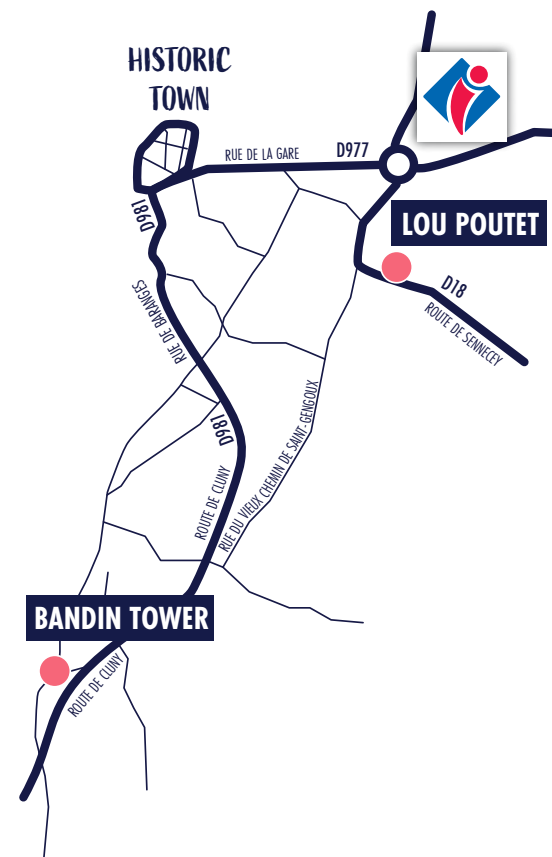 HISTORIC
TOWN
RUE DE LA GARE
D977
D981
LOU POUTET
D18
ROUTE DE SENNECEY
RUE DE BARANGES
D981
RUE DU VIEUX CHEMIN DE SAINT-GENGOUX
ROUTE DE CLUNY
BANDIN TOWER
ROUTE DE CLUNY